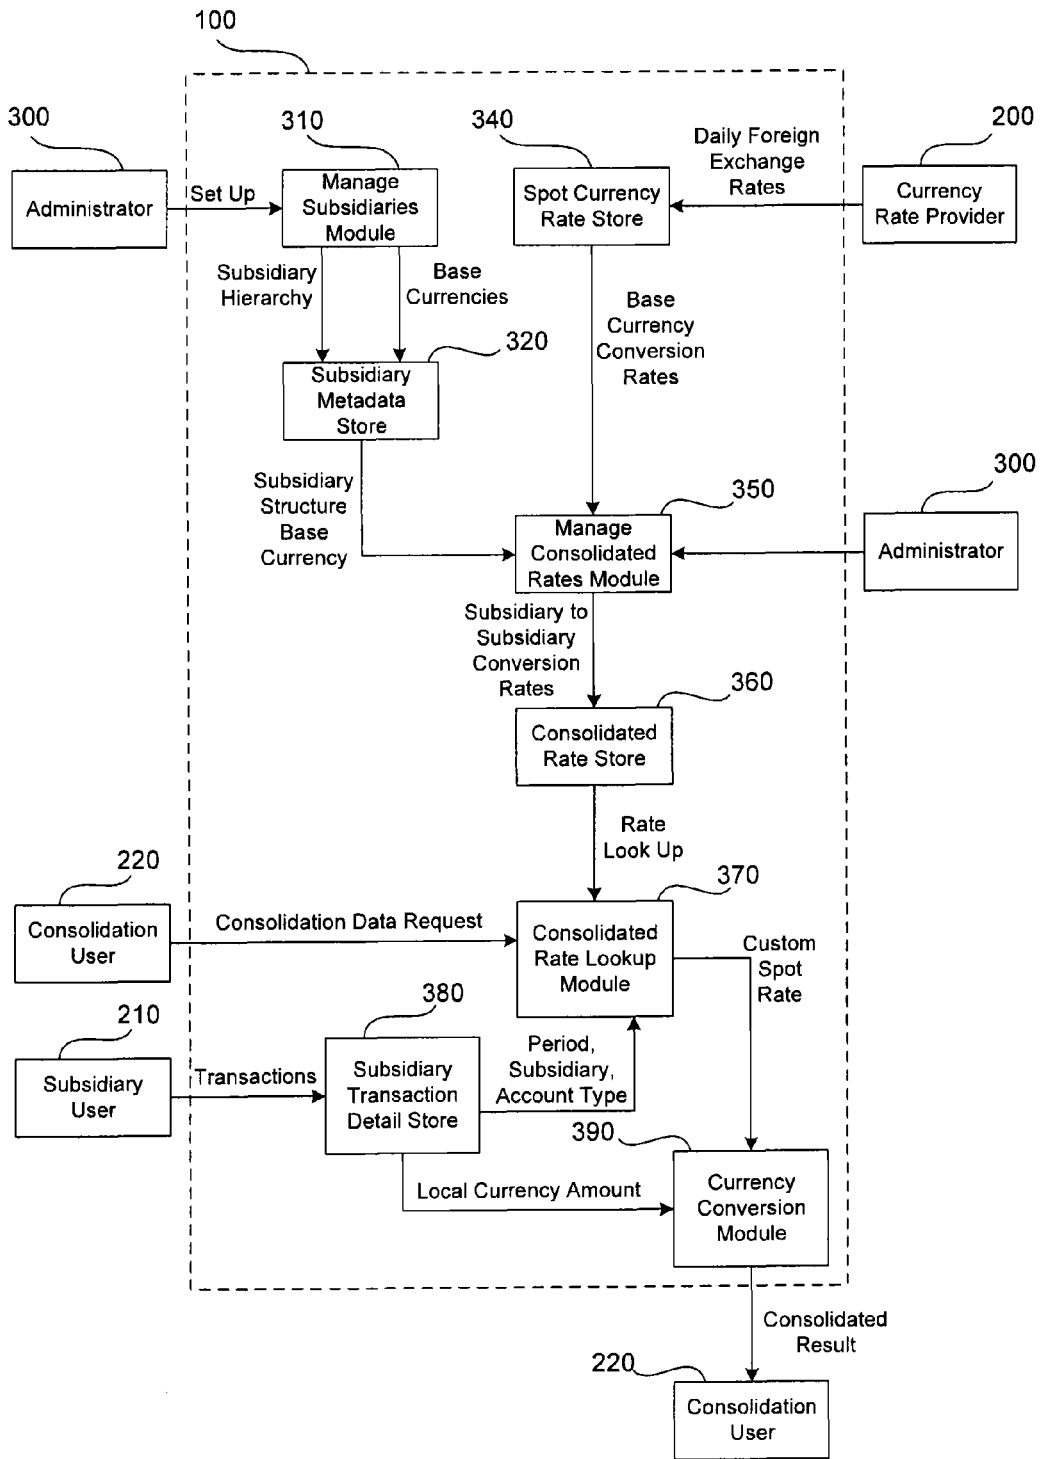 100
300
310
340
200
Administrator
Set Up
Manage
Subsidiaries
Module
Spot Currency
Rate Store
Daily Foreign
Exchange
Rates
Currency
Rate Provider
Subsidiary
Hierarchy
Base
Currencies
Base
Currency
Conversion
Rates
320
Subsidiary
Metadata
Store
Subsidiary
Structure
Base
Currency
350
300
Manage
Consolidated
Rates Module
Administrator
Subsidiary to
Subsidiary
Conversion
Rates
360
Consolidated
Rate Store
Rate
Look Up
220
370
Consolidation
User
Consolidation Data Request
Consolidated
Rate Lookup
Module
Custom
Spot
Rate
210
380
Subsidiary
User
Transactions
Subsidiary
Transaction
Detail Store
Period,
Subsidiary,
Account Type
390
Local Currency Amount
Currency
Conversion
Module
Consolidated
Result
220
Consolidation
User